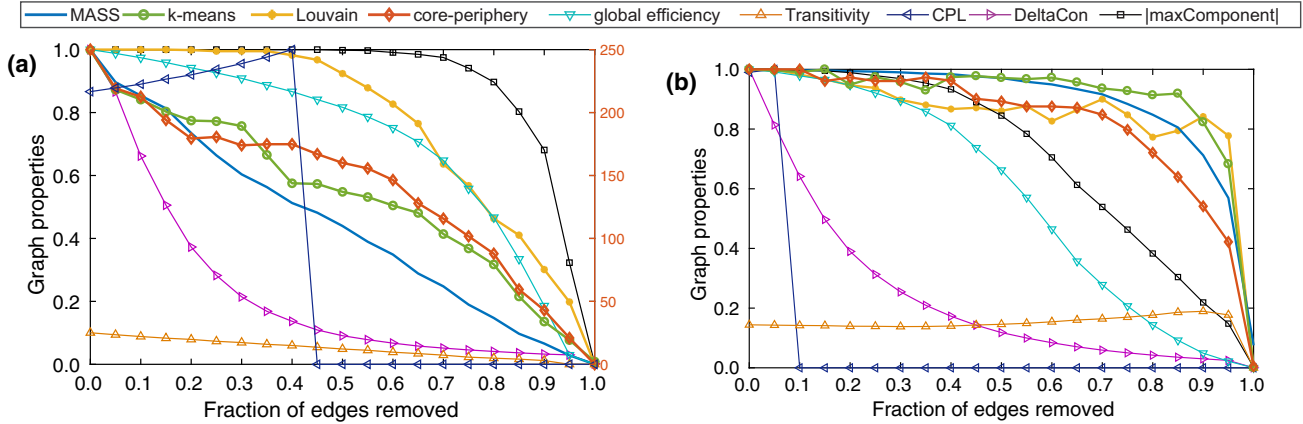 MASS k-means Louvain core-periphery global efficiency Transitivity CPL DeltaCon |maxComponent|
(a)
Graph properties
1.0
0.8
0.6
0.4
0.2
0.0
250
200
150
100
50
0
0.0 0.1 0.2 0.3 0.4 0.5 0.6 0.7 0.8 0.9 1.0
Fraction of edges removed
(b)
Graph properties
1.0
0.8
0.6
0.4
0.2
0.0
0.0 0.1 0.2 0.3 0.4 0.5 0.6 0.7 0.8 0.9 1.0
Fraction of edges removed